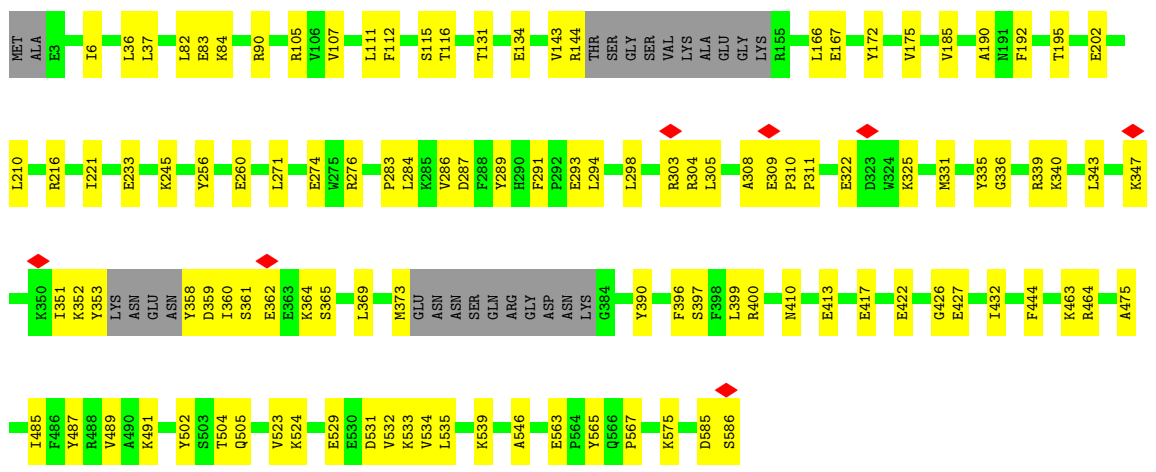 MET ALA E3 I6 L36 L37 L82 E83 K84 R90 R105 V106 V107 L111 F112 S115 T116 T131 E134 V143 R144 THR SER GLY SER VAL LYS ALA GLU GLY LYS R155 L166 E167 Y172 V175 V185 A190 N191 F192 T195 E202
L210 R216 I221 E233 K245 Y256 E260 L271 E274 W275 R276 P283 L284 K285 V286 D287 F288 Y289 H290 F291 P292 E293 L294 L298 R303 R304 L305 A308 E309 P310 P311 E322 D323 W324 K325 M331 Y335 G336 R339 K340 L343 K347
K350 I351 K352 Y353 LYS ASN GLU ASN Y358 D359 I360 S361 E362 E363 K364 S365 L369 M373 GLU ASN ASN SER GLN ARG GLY ASP ASN LYS G384 Y390 F396 S397 F398 L399 R400 N410 E413 E417 E422 G426 E427 I432 F444 K463 R464 A475
I485 F486 Y487 R488 V489 A490 K491 Y502 S503 T504 Q505 V523 K524 E529 E530 D531 V532 K533 V534 L535 K539 A546 E563 P564 Y565 Q566 P567 K575 D585 S586